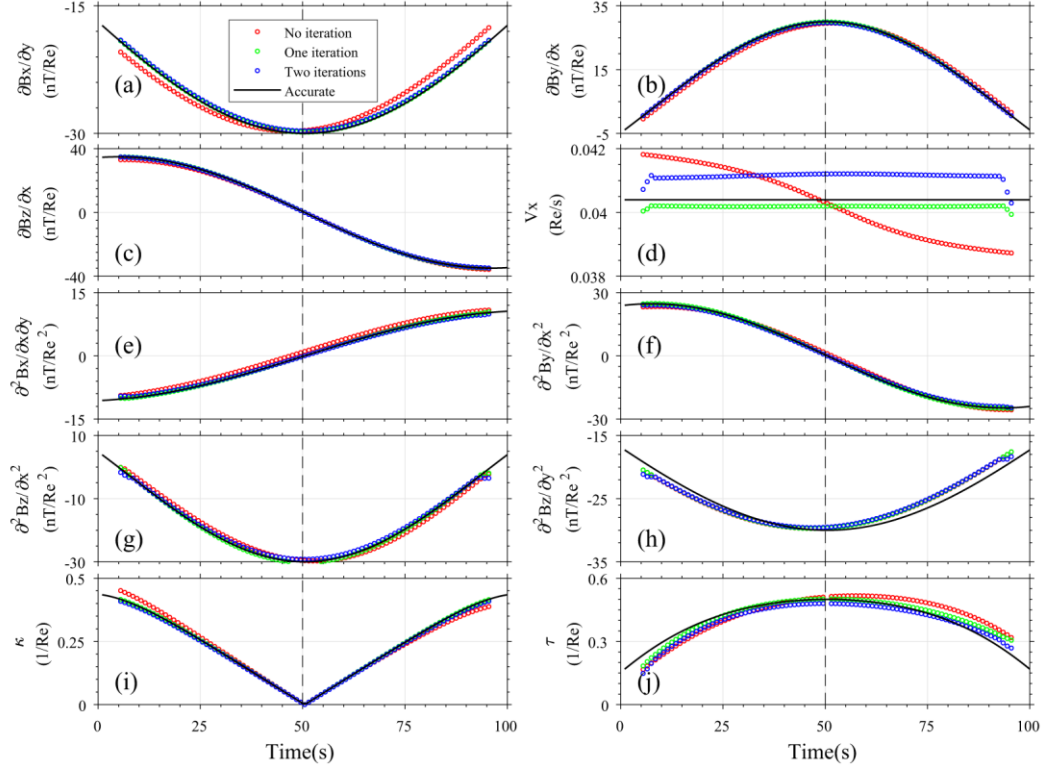 -15
-30
∂Bx/∂y
(nT/Re)
(a)
No iteration
One iteration
Two iterations
Accurate
35
15
-5
∂By/∂x
(nT/Re)
(b)
40
0
-40
∂Bz/∂x
(nT/Re)
(c)
0.042
0.04
0.038
Vx
(Re/s)
(d)
15
0
-15
∂²Bx/∂x∂y
(nT/Re²)
(e)
30
0
-30
∂²By/∂x²
(nT/Re²)
(f)
10
-10
-30
∂²Bz/∂x²
(nT/Re²)
(g)
-15
-25
-35
∂²Bz/∂y²
(nT/Re²)
(h)
0.5
0.25
0
κ
(1/Re)
(i)
0.6
0.3
0
τ
(1/Re)
(j)
0 25 50 75 100
Time(s)
0 25 50 75 100
Time(s)